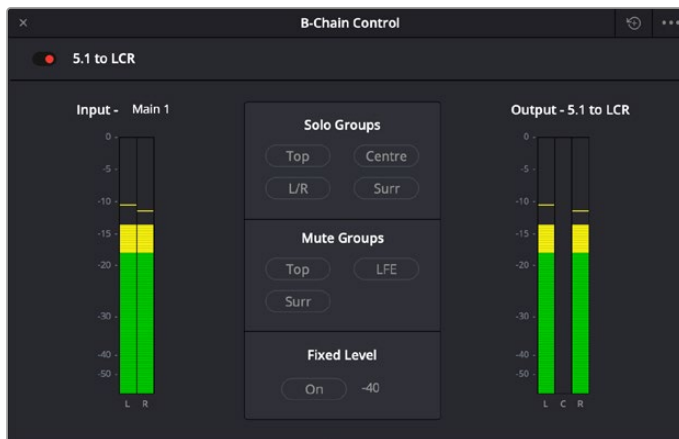 B-Chain Control
5.1 to LCR
Input - Main 1
0 -
-5 -
-10 -
-15 -
-20 -
-30 -
-40 -
-50 -
L R
Solo Groups
Top Centre
L/R Surr
Mute Groups
Top LFE
Surr
Fixed Level
On -40
Output - 5.1 to LCR
0 -
-5 -
-10 -
-15 -
-20 -
-30 -
-40 -
-50 -
L C R